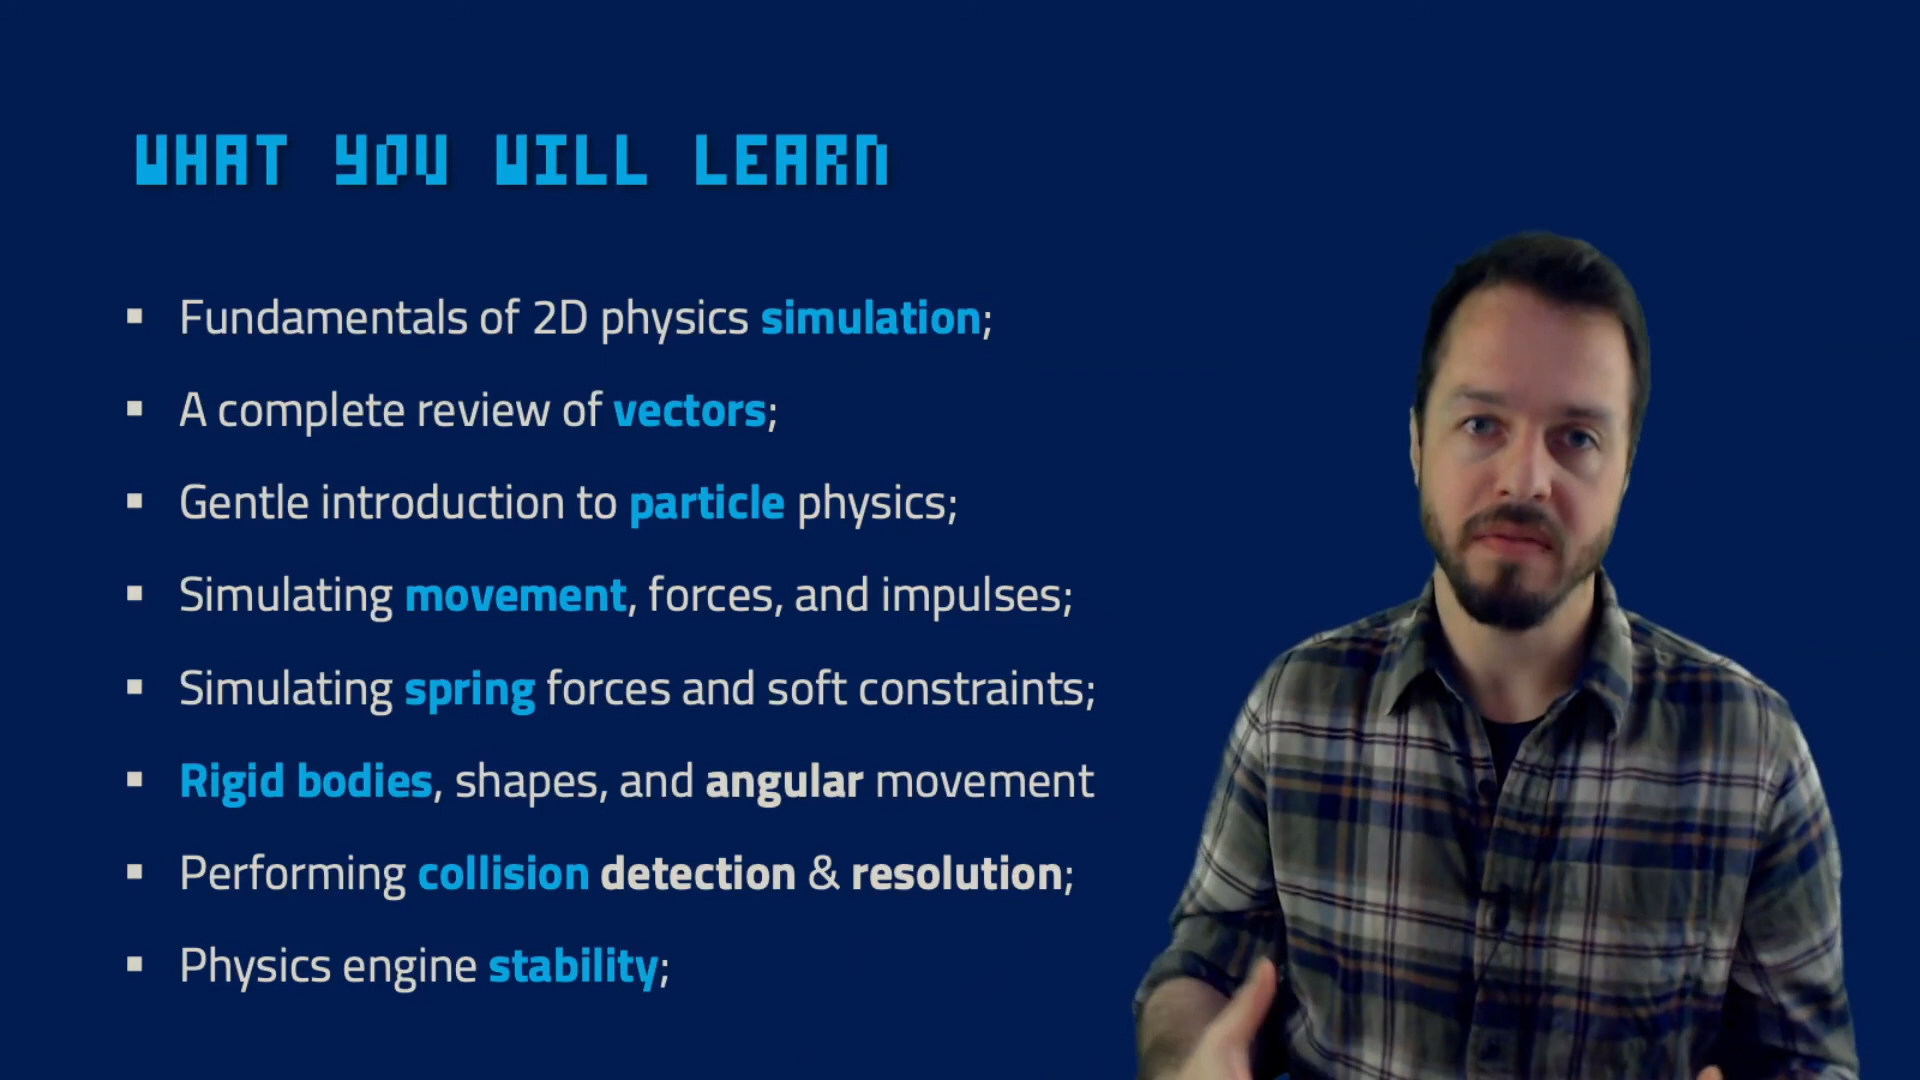 WHAT YOU WILL LEARN
▪ Fundamentals of 2D physics simulation;
▪ A complete review of vectors;
▪ Gentle introduction to particle physics;
▪ Simulating movement, forces, and impulses;
▪ Simulating spring forces and soft constraints;
▪ Rigid bodies, shapes, and angular movement
▪ Performing collision detection & resolution;
▪ Physics engine stability;